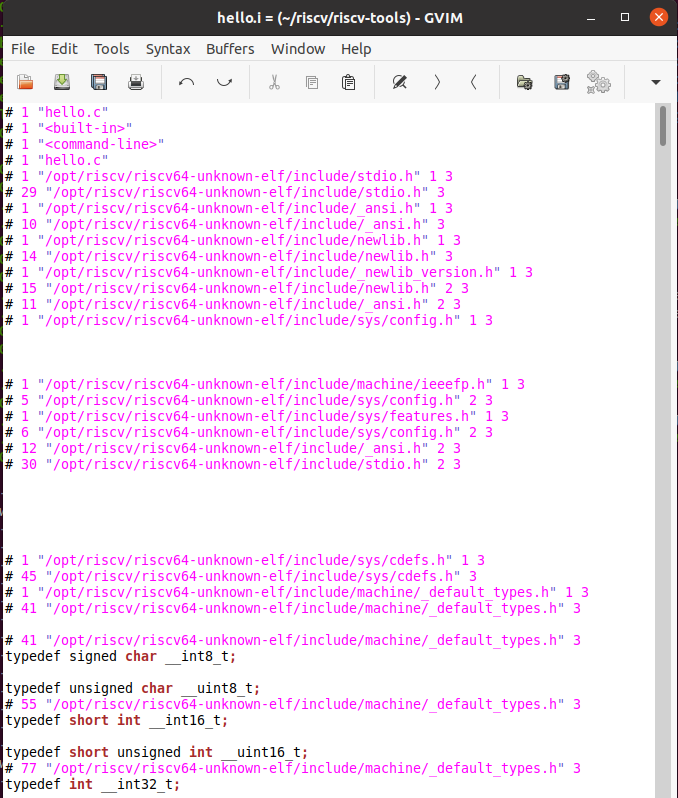 hello.i = (~/riscv/riscv-tools) - GVIM
File Edit Tools Syntax Buffers Window Help
# 1 "hello.c"
# 1 "<built-in>"
# 1 "<command-line>"
# 1 "hello.c"
# 1 "/opt/riscv/riscv64-unknown-elf/include/stdio.h" 1 3
# 29 "/opt/riscv/riscv64-unknown-elf/include/stdio.h" 3
# 1 "/opt/riscv/riscv64-unknown-elf/include/_ansi.h" 1 3
# 10 "/opt/riscv/riscv64-unknown-elf/include/_ansi.h" 3
# 1 "/opt/riscv/riscv64-unknown-elf/include/newlib.h" 1 3
# 14 "/opt/riscv/riscv64-unknown-elf/include/newlib.h" 3
# 1 "/opt/riscv/riscv64-unknown-elf/include/_newlib_version.h" 1 3
# 15 "/opt/riscv/riscv64-unknown-elf/include/newlib.h" 2 3
# 11 "/opt/riscv/riscv64-unknown-elf/include/_ansi.h" 2 3
# 1 "/opt/riscv/riscv64-unknown-elf/include/sys/config.h" 1 3
# 1 "/opt/riscv/riscv64-unknown-elf/include/machine/ieeefp.h" 1 3
# 5 "/opt/riscv/riscv64-unknown-elf/include/sys/config.h" 2 3
# 1 "/opt/riscv/riscv64-unknown-elf/include/sys/features.h" 1 3
# 6 "/opt/riscv/riscv64-unknown-elf/include/sys/config.h" 2 3
# 12 "/opt/riscv/riscv64-unknown-elf/include/_ansi.h" 2 3
# 30 "/opt/riscv/riscv64-unknown-elf/include/stdio.h" 2 3
# 1 "/opt/riscv/riscv64-unknown-elf/include/sys/cdefs.h" 1 3
# 45 "/opt/riscv/riscv64-unknown-elf/include/sys/cdefs.h" 3
# 1 "/opt/riscv/riscv64-unknown-elf/include/machine/_default_types.h" 1 3
# 41 "/opt/riscv/riscv64-unknown-elf/include/machine/_default_types.h" 3
# 41 "/opt/riscv/riscv64-unknown-elf/include/machine/_default_types.h" 3
typedef signed char __int8_t;
typedef unsigned char __uint8_t;
# 55 "/opt/riscv/riscv64-unknown-elf/include/machine/_default_types.h" 3
typedef short int __int16_t;
typedef short unsigned int __uint16_t;
# 77 "/opt/riscv/riscv64-unknown-elf/include/machine/_default_types.h" 3
typedef int __int32_t;